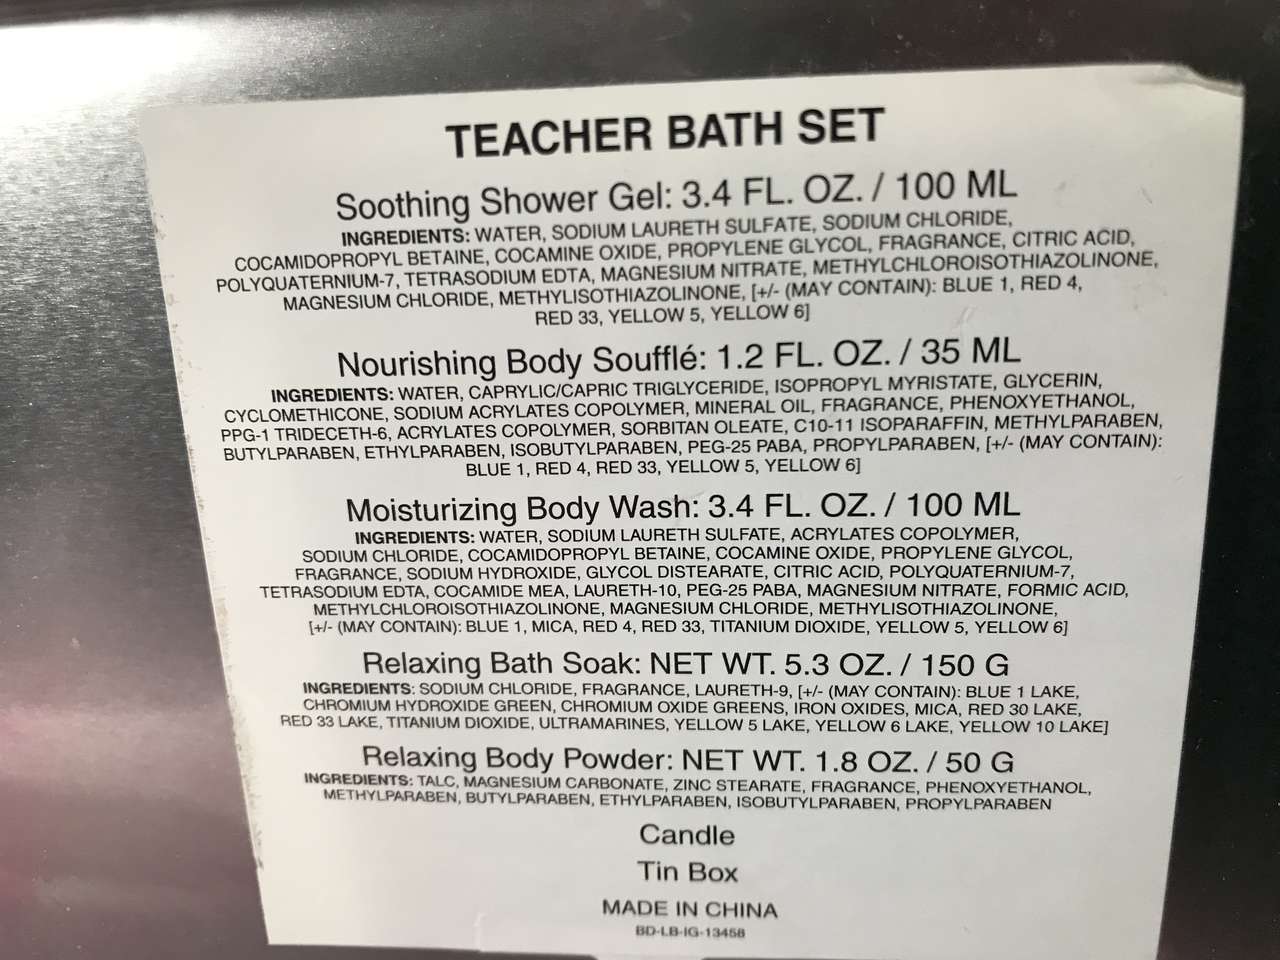 TEACHER BATH SET
Soothing Shower Gel: 3.4 FL. OZ. / 100 ML
INGREDIENTS: WATER, SODIUM LAURETH SULFATE, SODIUM CHLORIDE,
COCAMIDOPROPYL BETAINE, COCAMINE OXIDE, PROPYLENE GLYCOL, FRAGRANCE, CITRIC ACID,
POLYQUATERNIUM-7, TETRASODIUM EDTA, MAGNESIUM NITRATE, METHYLCHLOROISOTHIAZOLINONE,
MAGNESIUM CHLORIDE, METHYLISOTHIAZOLINONE, [+/- (MAY CONTAIN): BLUE 1, RED 4,
RED 33, YELLOW 5, YELLOW 6]
Nourishing Body Soufflé: 1.2 FL. OZ. / 35 ML
INGREDIENTS: WATER, CAPRYLIC/CAPRIC TRIGLYCERIDE, ISOPROPYL MYRISTATE, GLYCERIN,
CYCLOMETHICONE, SODIUM ACRYLATES COPOLYMER, MINERAL OIL, FRAGRANCE, PHENOXYETHANOL,
PPG-1 TRIDECETH-6, ACRYLATES COPOLYMER, SORBITAN OLEATE, C10-11 ISOPARAFFIN, METHYLPARABEN,
BUTYLPARABEN, ETHYLPARABEN, ISOBUTYLPARABEN, PEG-25 PABA, PROPYLPARABEN, [+/- (MAY CONTAIN):
BLUE 1, RED 4, RED 33, YELLOW 5, YELLOW 6]
Moisturizing Body Wash: 3.4 FL. OZ. / 100 ML
INGREDIENTS: WATER, SODIUM LAURETH SULFATE, ACRYLATES COPOLYMER,
SODIUM CHLORIDE, COCAMIDOPROPYL BETAINE, COCAMINE OXIDE, PROPYLENE GLYCOL,
FRAGRANCE, SODIUM HYDROXIDE, GLYCOL DISTEARATE, CITRIC ACID, POLYQUATERNIUM-7,
TETRASODIUM EDTA, COCAMIDE MEA, LAURETH-10, PEG-25 PABA, MAGNESIUM NITRATE, FORMIC ACID,
METHYLCHLOROISOTHIAZOLINONE, MAGNESIUM CHLORIDE, METHYLISOTHIAZOLINONE,
[+/- (MAY CONTAIN): BLUE 1, MICA, RED 4, RED 33, TITANIUM DIOXIDE, YELLOW 5, YELLOW 6]
Relaxing Bath Soak: NET WT. 5.3 OZ. / 150 G
INGREDIENTS: SODIUM CHLORIDE, FRAGRANCE, LAURETH-9, [+/- (MAY CONTAIN): BLUE 1 LAKE,
CHROMIUM HYDROXIDE GREEN, CHROMIUM OXIDE GREENS, IRON OXIDES, MICA, RED 30 LAKE,
RED 33 LAKE, TITANIUM DIOXIDE, ULTRAMARINES, YELLOW 5 LAKE, YELLOW 6 LAKE, YELLOW 10 LAKE]
Relaxing Body Powder: NET WT. 1.8 OZ. / 50 G
INGREDIENTS: TALC, MAGNESIUM CARBONATE, ZINC STEARATE, FRAGRANCE, PHENOXYETHANOL,
METHYLPARABEN, BUTYLPARABEN, ETHYLPARABEN, ISOBUTYLPARABEN, PROPYLPARABEN
Candle
Tin Box
MADE IN CHINA
BD-LB-IG-13458